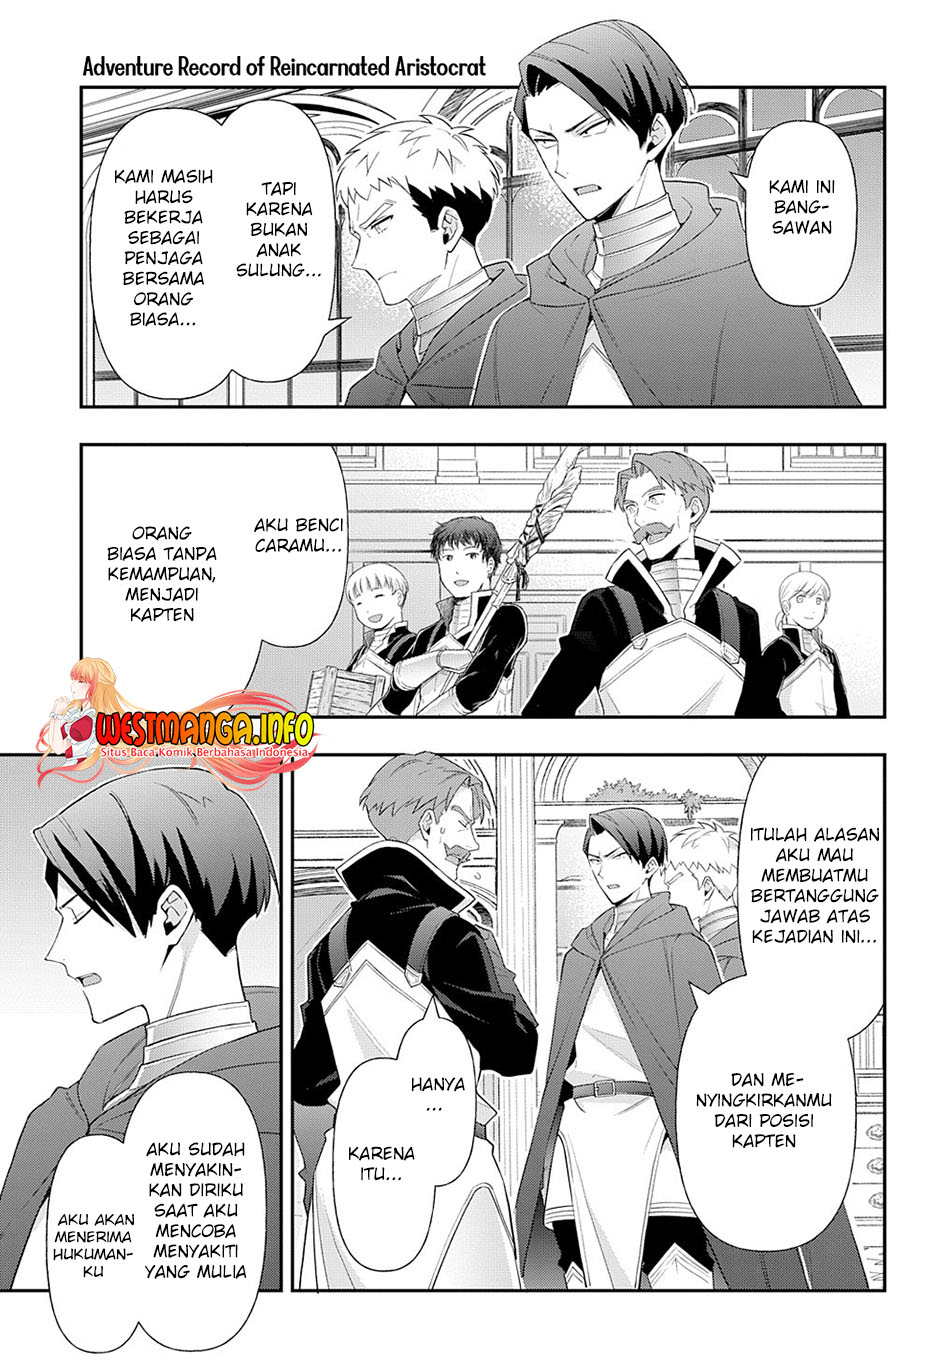 Adventure Record of Reincarnated Aristocrat
KAMI INI
BANG-
SAWAN
TAPI
KARENA
BUKAN
ANAK
SULUNG...
KAMI MASIH
HARUS
BEKERJA
SEBAGAI
PENJAGA
BERSAMA
ORANG
BIASA...
AKU BENCI
CARAMU...
ORANG
BIASA TANPA
KEMAMPUAN,
MENJADI
KAPTEN
WESTMANGA.INFO
Situs Baca Komik Berbahasa Indonesia
ITULAH ALASAN
AKU MAU
MEMBUATMU
BERTANGGUNG
JAWAB ATAS
KEJADIAN INI...
DAN ME-
NYINGKIRKANMU
DARI POSISI
KAPTEN
HANYA
...
KARENA
ITU...
AKU SUDAH
MENYAKIN-
KAN DIRIKU
SAAT AKU
MENCOBA
MENYAKITI
YANG MULIA
AKU AKAN
MENERIMA
HUKUMAN-
KU